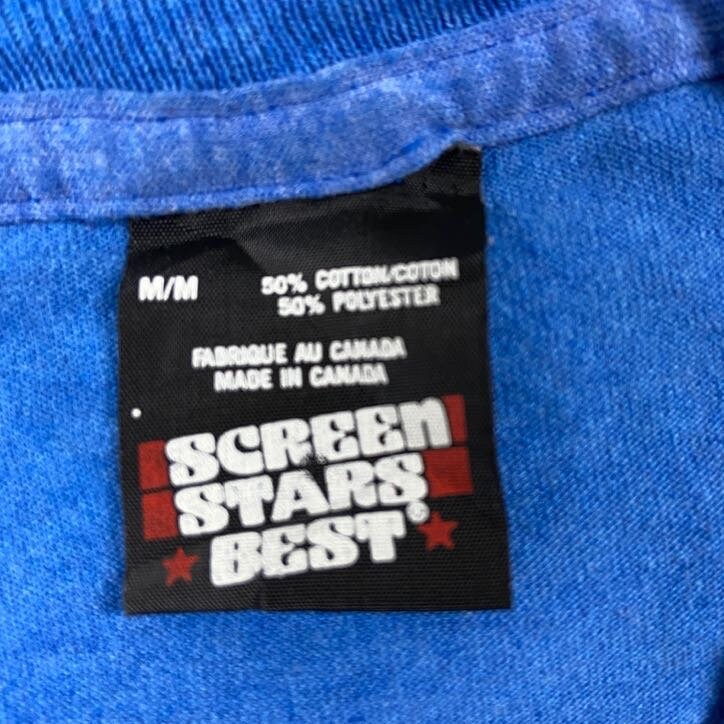 M/M 50% COTTON/COTON
50% POLYESTER
FABRIQUE AU CANADA
MADE IN CANADA
SCREEN
STARS
BEST®